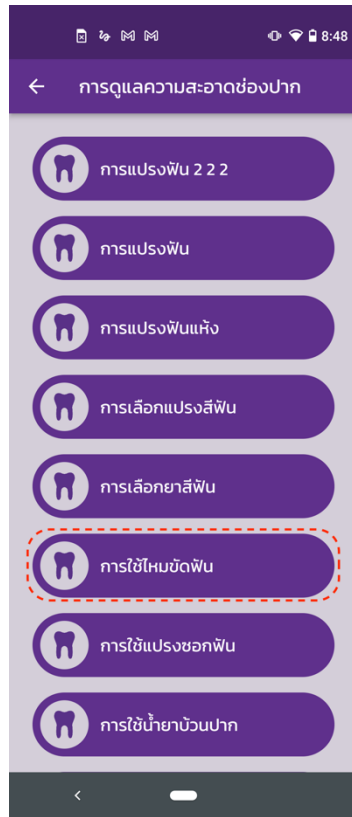 8:48
การดูแลความสะอาดช่องปาก
การแปรงฟัน 2 2 2
การแปรงฟัน
การแปรงฟันแห้ง
การเลือกแปรงสีฟัน
การเลือกยาสีฟัน
การใช้ไหมขัดฟัน
การใช้แปรงซอกฟัน
การใช้น้ำยาบ้วนปาก